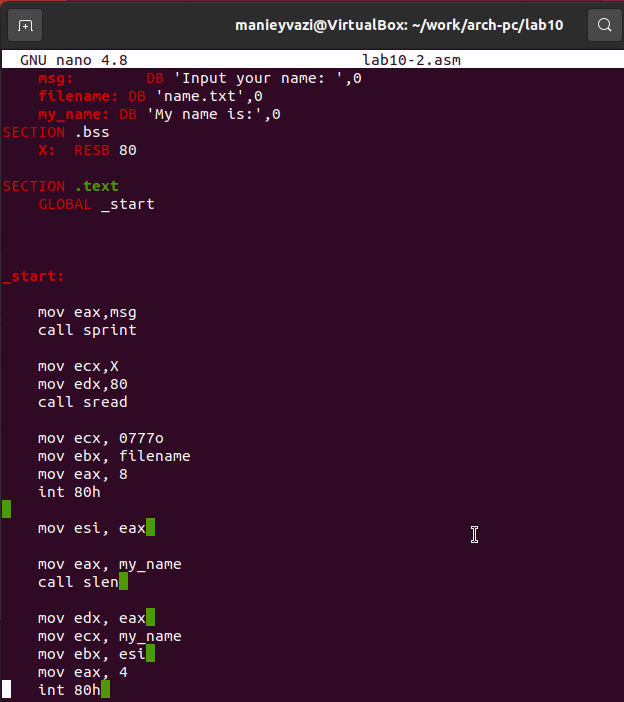 manieyvazi@VirtualBox: ~/work/arch-pc/lab10
GNU nano 4.8 lab10-2.asm
msg: DB 'Input your name: ',0
filename: DB 'name.txt',0
my_name: DB 'My name is:',0
SECTION .bss
X: RESB 80
SECTION .text
GLOBAL _start
_start:
mov eax,msg
call sprint
mov ecx,X
mov edx,80
call sread
mov ecx, 0777o
mov ebx, filename
mov eax, 8
int 80h
mov esi, eax
mov eax, my_name
call slen
mov edx, eax
mov ecx, my_name
mov ebx, esi
mov eax, 4
int 80h